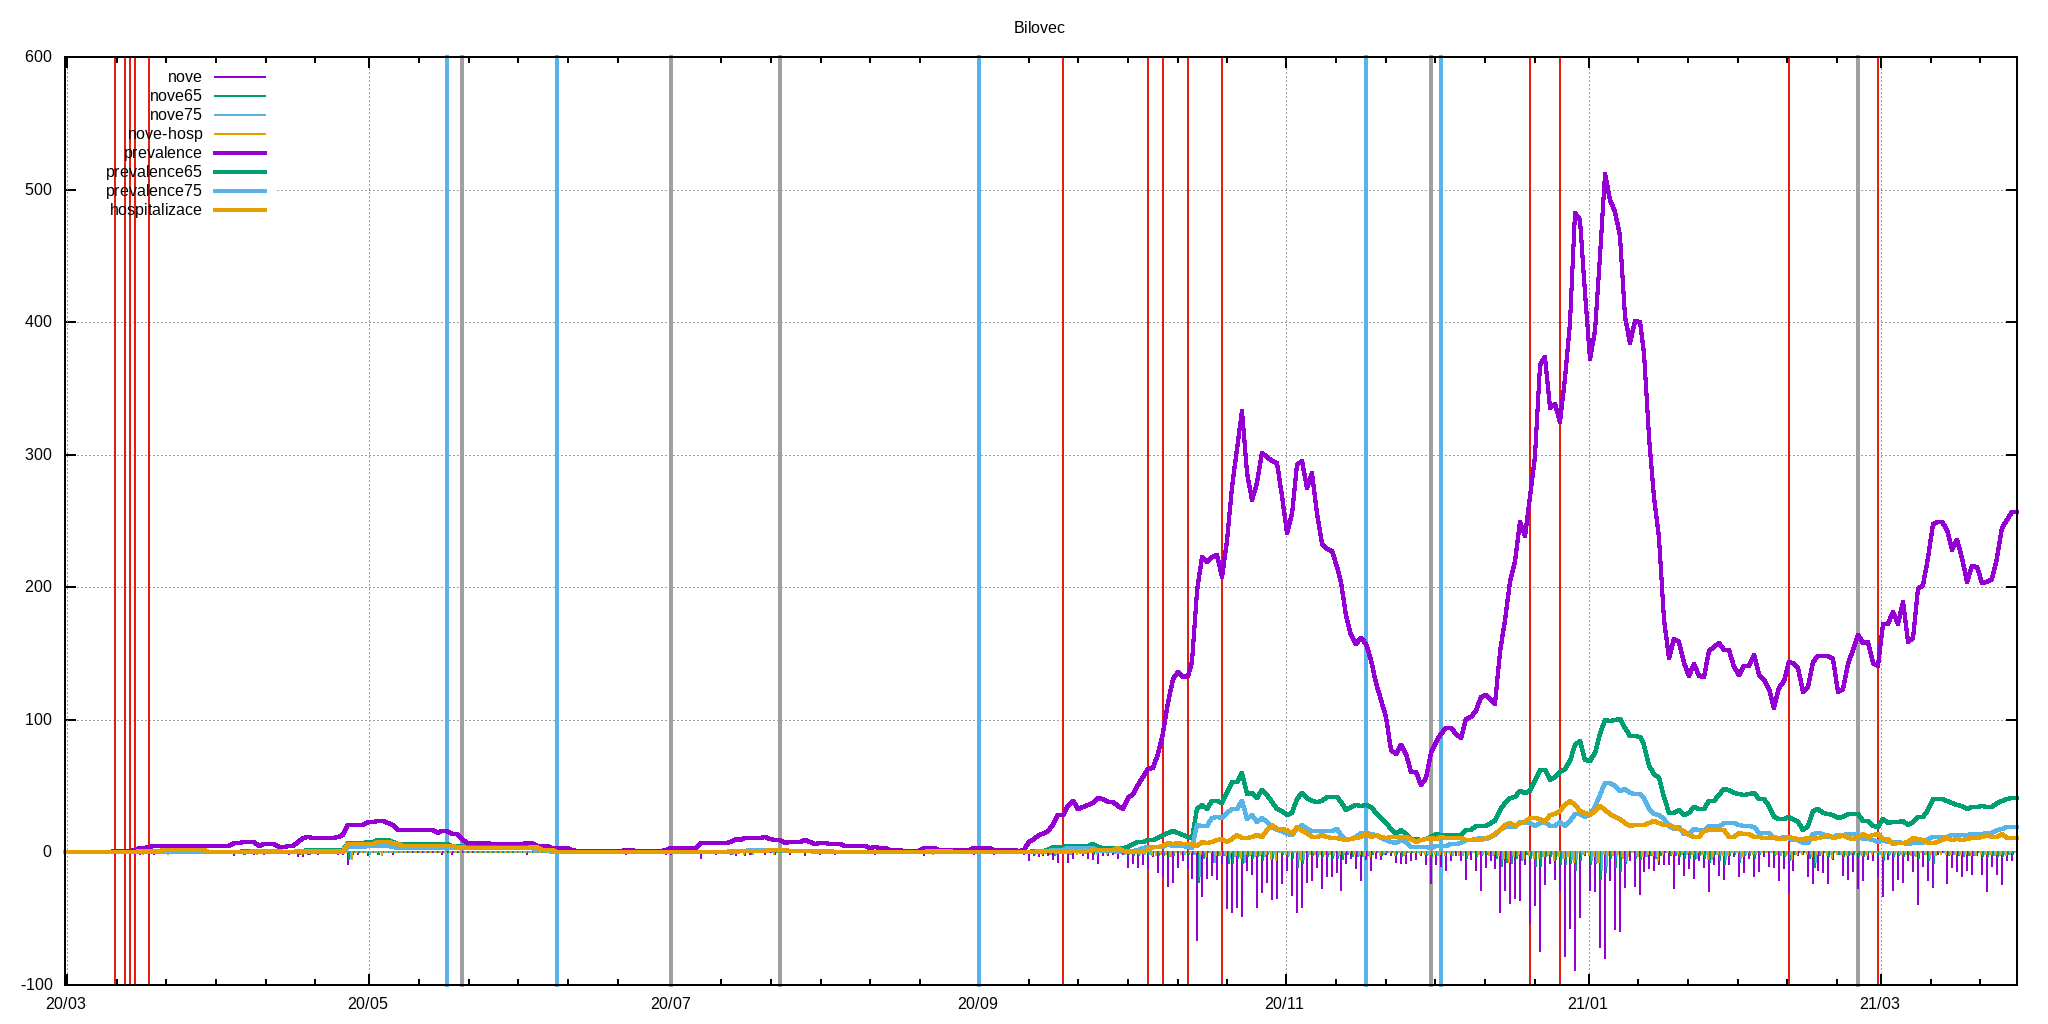 Bilovec
600
nove
nove65
nove75
nove-hosp
prevalence
prevalence65
prevalence75
hospitalizace
500
400
300
200
100
0
-100
20/03 20/05 20/07 20/09 20/11 21/01 21/03